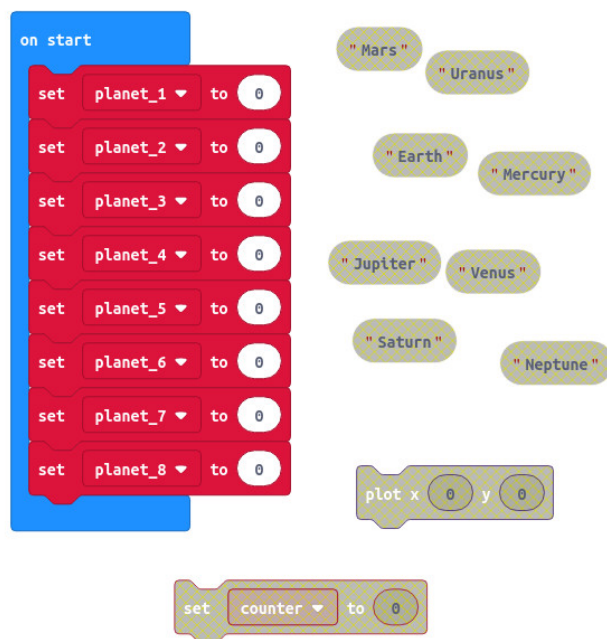 on start
set planet_1 to 0
set planet_2 to 0
set planet_3 to 0
set planet_4 to 0
set planet_5 to 0
set planet_6 to 0
set planet_7 to 0
set planet_8 to 0
" Mars "
" Uranus "
" Earth "
" Mercury "
" Jupiter "
" Venus "
" Saturn "
" Neptune "
plot x 0 y 0
set counter to 0